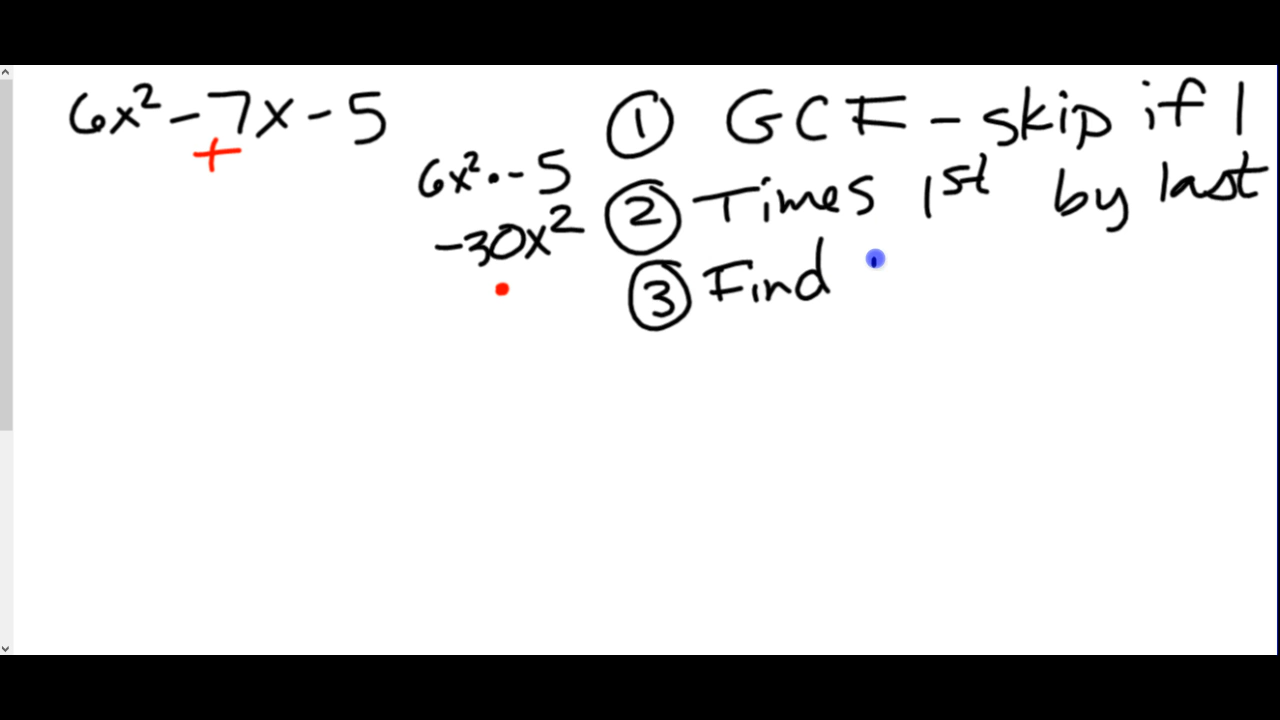 6x² - 7x - 5
+
6x² • - 5
-30x²
•
① GCF - skip if 1
② Times 1st by last
③ Find